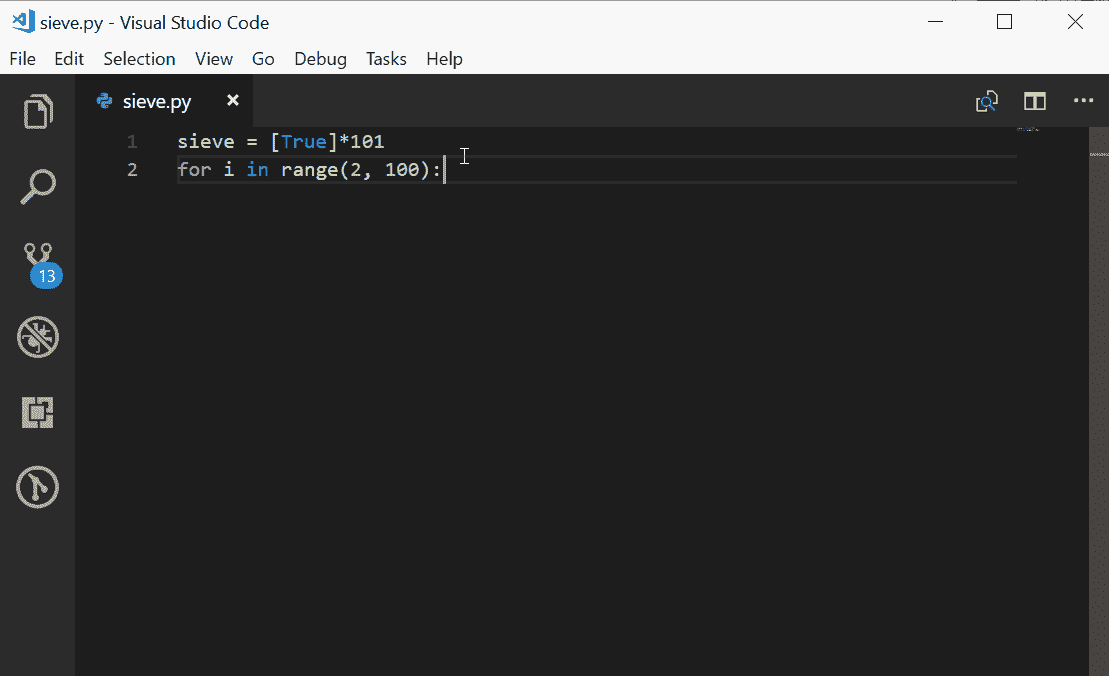 sieve.py - Visual Studio Code
File Edit Selection View Go Debug Tasks Help
sieve.py
1 sieve = [True]*101
2 for i in range(2, 100):
13